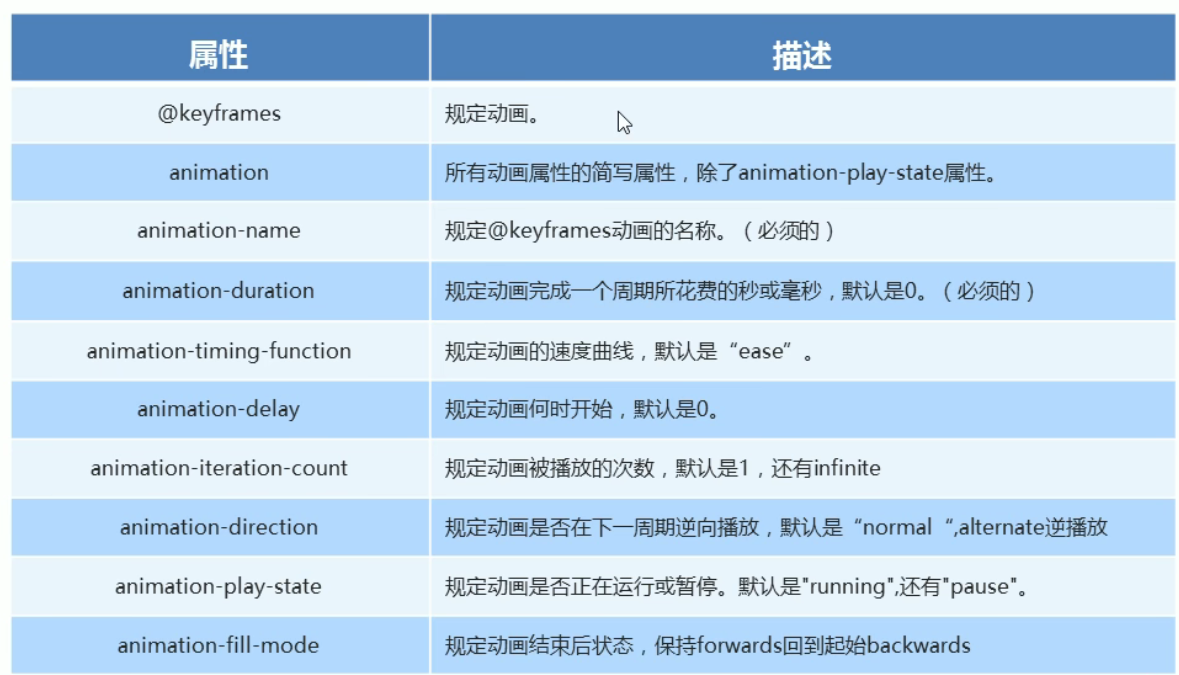 属性 描述
@keyframes 规定动画。
animation 所有动画属性的简写属性，除了animation-play-state属性。
animation-name 规定@keyframes动画的名称。（必须的）
animation-duration 规定动画完成一个周期所花费的秒或毫秒，默认是0。（必须的）
animation-timing-function 规定动画的速度曲线，默认是“ease”。
animation-delay 规定动画何时开始，默认是0。
animation-iteration-count 规定动画被播放的次数，默认是1，还有infinite
animation-direction 规定动画是否在下一周期逆向播放，默认是“normal“,alternate逆播放
animation-play-state 规定动画是否正在运行或暂停。默认是"running",还有"pause"。
animation-fill-mode 规定动画结束后状态，保持forwards回到起始backwards